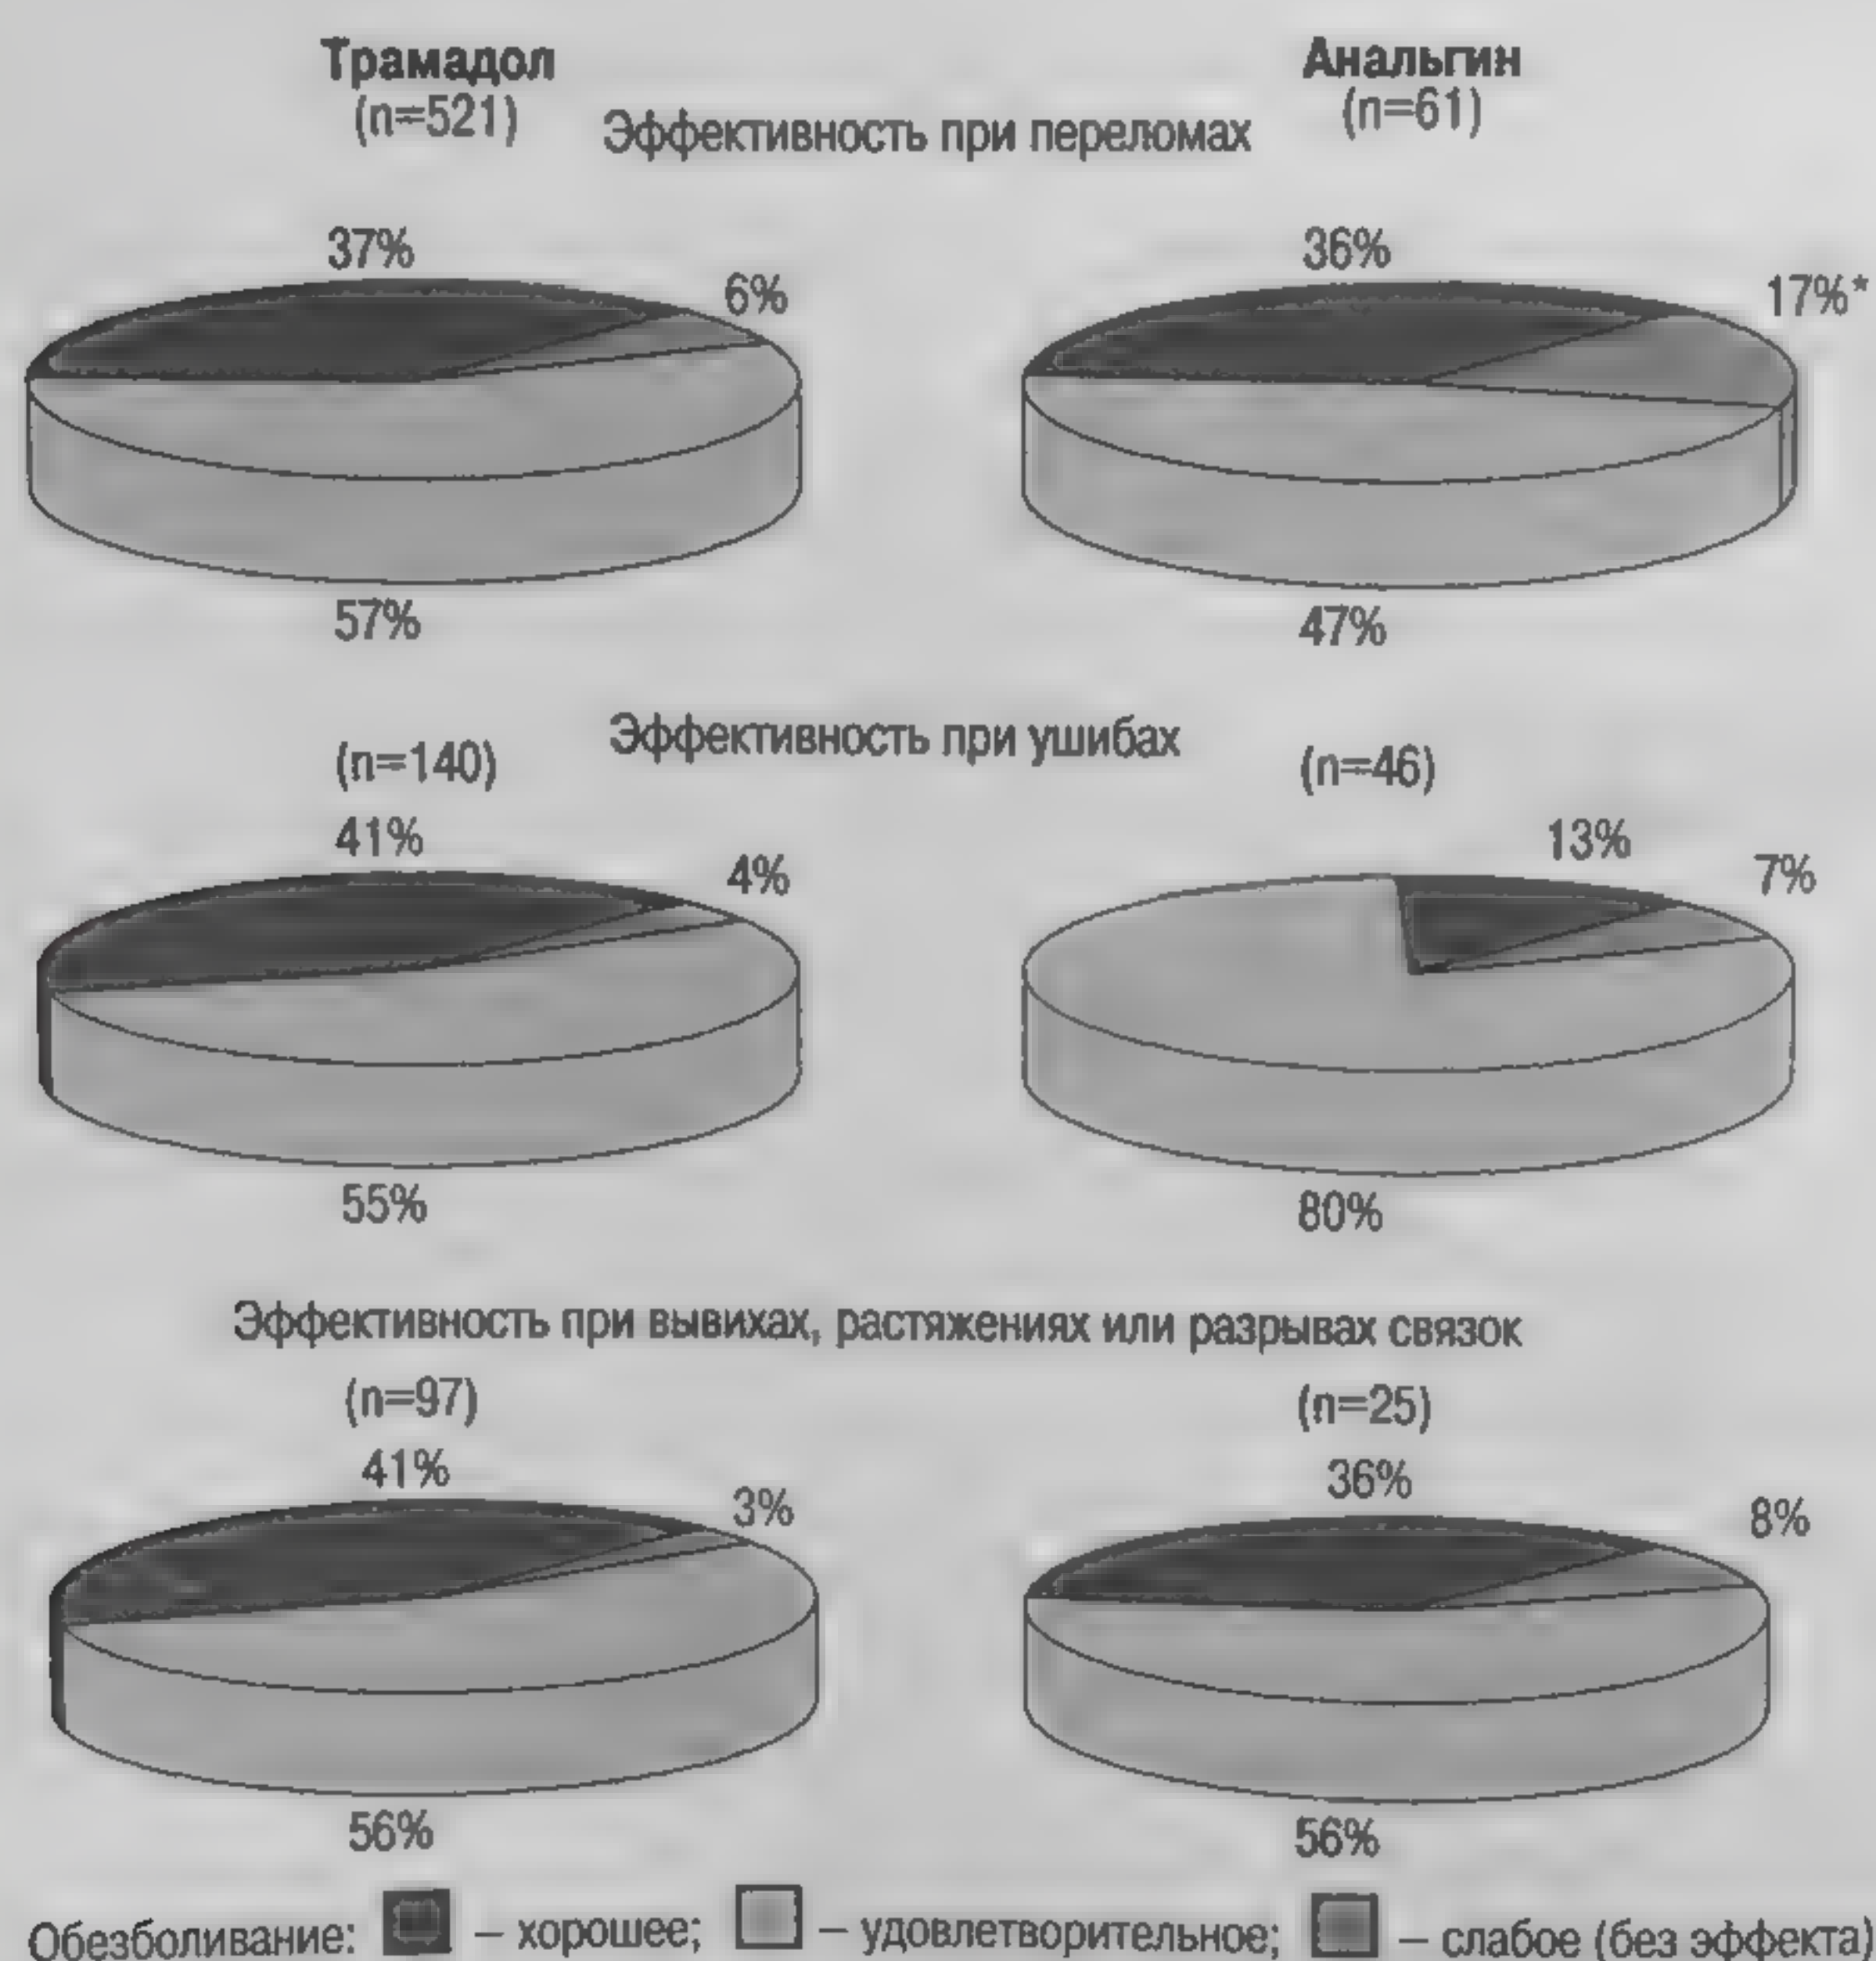 Трамадол Анальгин
(n=521) (n=61)
Эффективность при переломах
37% 36%
6% 17%*
57% 47%
Эффективность при ушибах
(n=140) (n=46)
41% 13%
4% 7%
55% 80%
Эффективность при вывихах, растяжениях или разрывах связок
(n=97) (n=25)
41% 36%
3% 8%
56% 56%
Обезболивание: – хорошее; – удовлетворительное; – слабое (без эффекта)